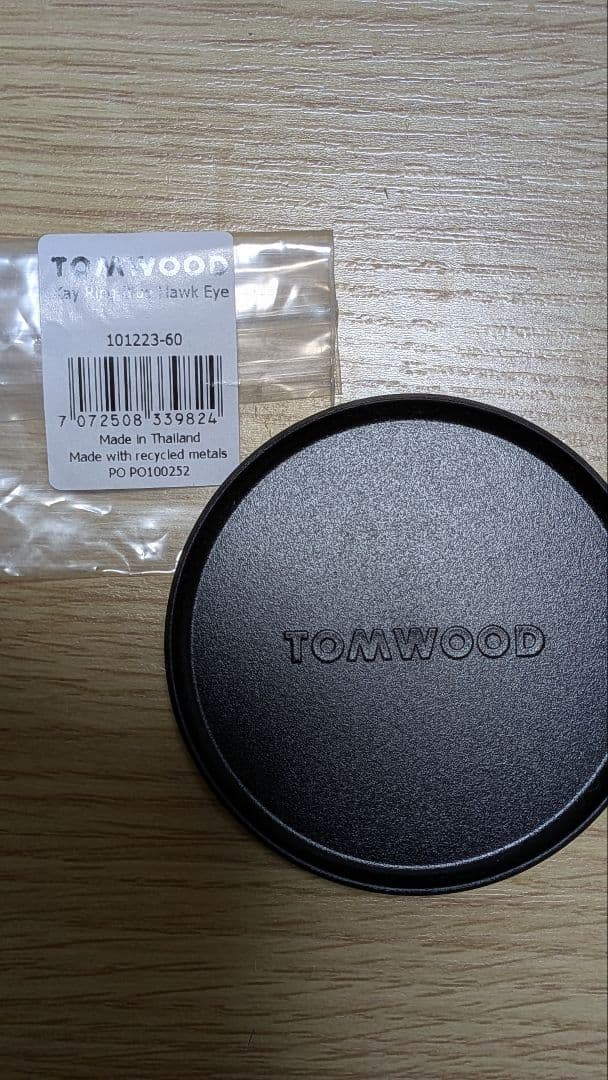 TOMWOOD
Kay Ring Blue Hawk Eye
101223-60
7 072508 339824
Made in Thailand
Made with recycled metals
PO PO100252
TOMWOOD